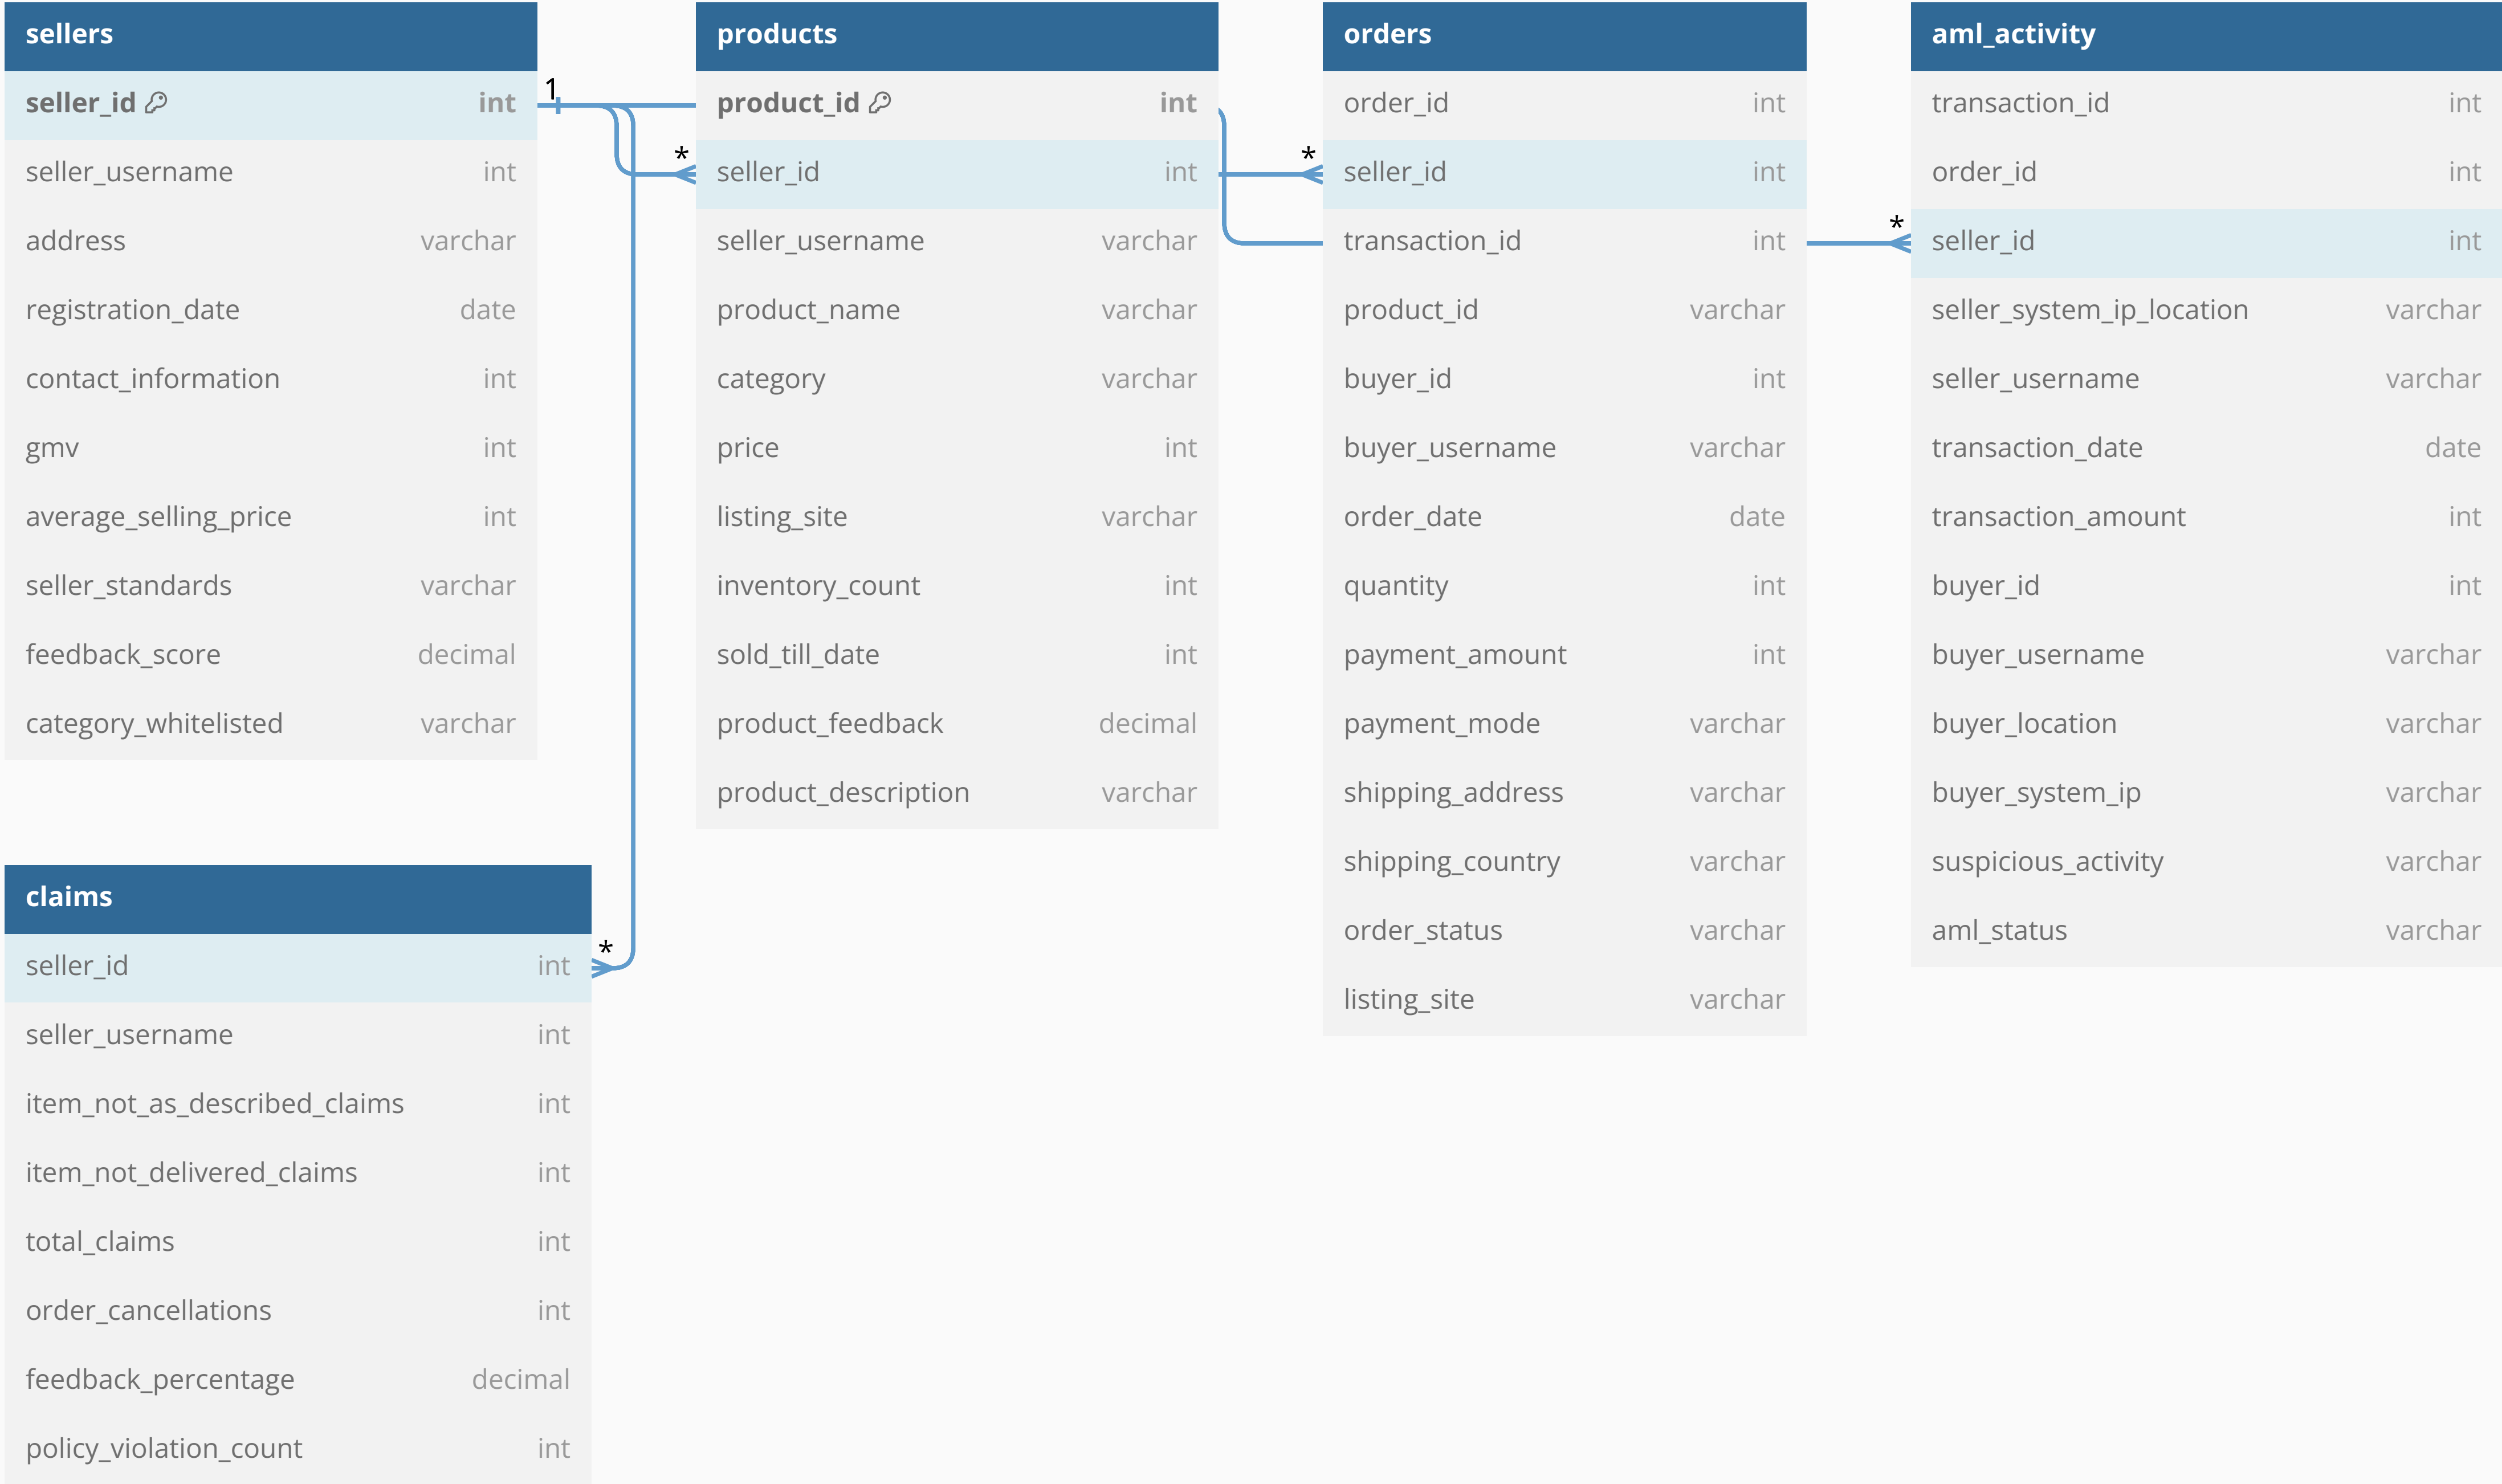 sellers
seller_id int
seller_username int
address varchar
registration_date date
contact_information int
gmv int
average_selling_price int
seller_standards varchar
feedback_score decimal
category_whitelisted varchar
1
*
products
product_id int
seller_id int
seller_username varchar
product_name varchar
category varchar
price int
listing_site varchar
inventory_count int
sold_till_date int
product_feedback decimal
product_description varchar
*
orders
order_id int
seller_id int
transaction_id int
product_id varchar
buyer_id int
buyer_username varchar
order_date date
quantity int
payment_amount int
payment_mode varchar
shipping_address varchar
shipping_country varchar
order_status varchar
listing_site varchar
*
aml_activity
transaction_id int
order_id int
seller_id int
seller_system_ip_location varchar
seller_username varchar
transaction_date date
transaction_amount int
buyer_id int
buyer_username varchar
buyer_location varchar
buyer_system_ip varchar
suspicious_activity varchar
aml_status varchar
claims
*
seller_id int
seller_username int
item_not_as_described_claims int
item_not_delivered_claims int
total_claims int
order_cancellations int
feedback_percentage decimal
policy_violation_count int